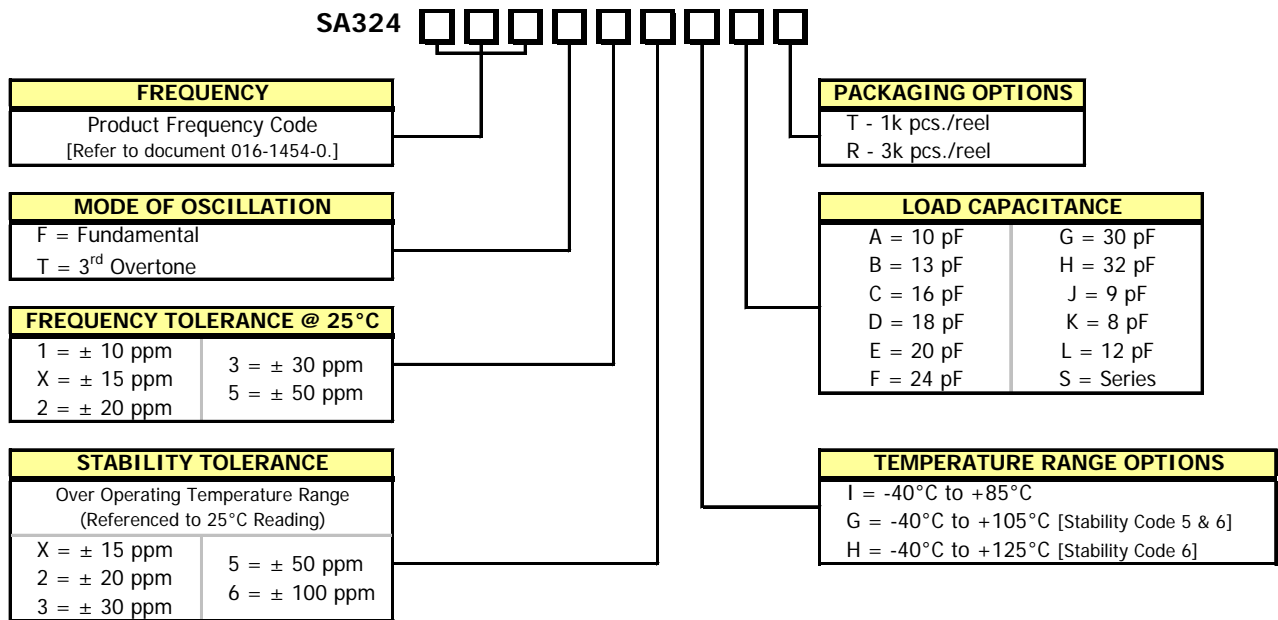 SA324
FREQUENCY
Product Frequency Code
[Refer to document 016-1454-0.]
MODE OF OSCILLATION
F = Fundamental
T = 3rd Overtone
FREQUENCY TOLERANCE @ 25°C
1 = ± 10 ppm
X = ± 15 ppm
2 = ± 20 ppm
3 = ± 30 ppm
5 = ± 50 ppm
STABILITY TOLERANCE
Over Operating Temperature Range
(Referenced to 25°C Reading)
X = ± 15 ppm
2 = ± 20 ppm
3 = ± 30 ppm
5 = ± 50 ppm
6 = ± 100 ppm
PACKAGING OPTIONS
T - 1k pcs./reel
R - 3k pcs./reel
LOAD CAPACITANCE
A = 10 pF
B = 13 pF
C = 16 pF
D = 18 pF
E = 20 pF
F = 24 pF
G = 30 pF
H = 32 pF
J = 9 pF
K = 8 pF
L = 12 pF
S = Series
TEMPERATURE RANGE OPTIONS
I = -40°C to +85°C
G = -40°C to +105°C [Stability Code 5 & 6]
H = -40°C to +125°C [Stability Code 6]